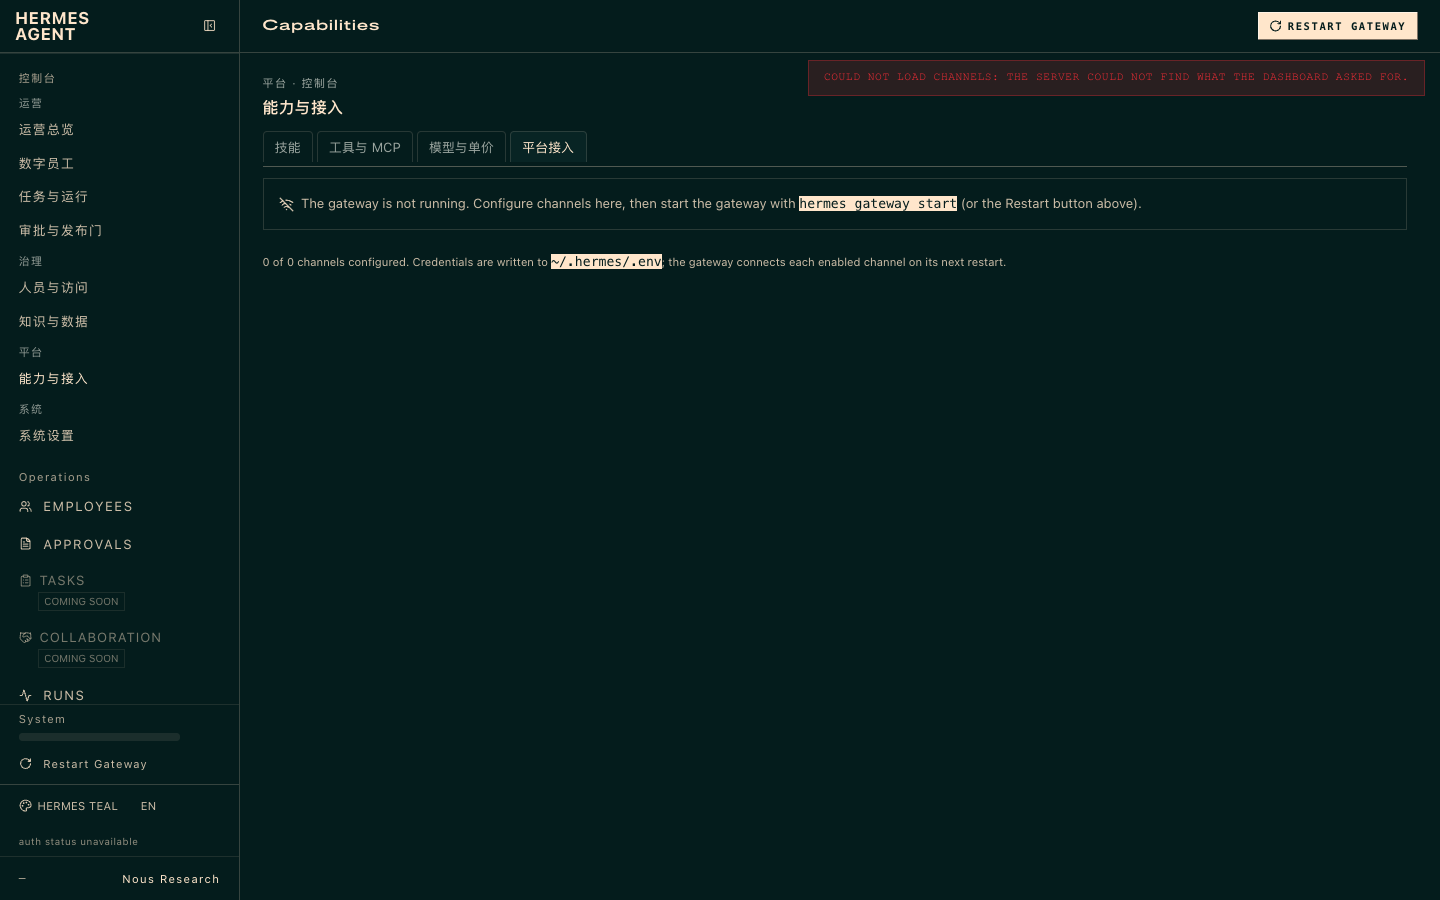 HERMES
AGENT
Capabilities
RESTART GATEWAY
COULD NOT LOAD CHANNELS: THE SERVER COULD NOT FIND WHAT THE DASHBOARD ASKED FOR.
控制台
运营
运营总览
数字员工
任务与运行
审批与发布门
治理
人员与访问
知识与数据
平台
能力与接入
系统
系统设置
Operations
EMPLOYEES
APPROVALS
TASKS
COMING SOON
COLLABORATION
COMING SOON
RUNS
System
Restart Gateway
HERMES TEAL EN
auth status unavailable
– Nous Research
平台 · 控制台
能力与接入
技能 工具与 MCP 模型与单价 平台接入
The gateway is not running. Configure channels here, then start the gateway with hermes gateway start (or the Restart button above).
0 of 0 channels configured. Credentials are written to ~/.hermes/.env; the gateway connects each enabled channel on its next restart.